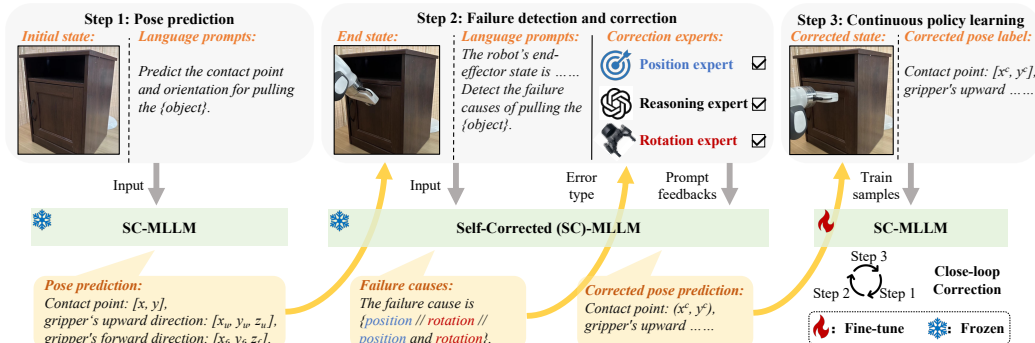 Step 1: Pose prediction
Initial state:
Language prompts:
Predict the contact point
and orientation for pulling
the {object}.
Input
SC-MLLM
Pose prediction:
Contact point: [x, y],
gripper's upward direction: [xu, yu, zu],
gripper's forward direction: [xf, yf, zf].
Step 2: Failure detection and correction
End state:
Language prompts:
The robot's end-
effector state is ……
Detect the failure
causes of pulling the
{object}.
Correction experts:
Position expert
Reasoning expert
Rotation expert
Input
Error
type
Prompt
feedbacks
Self-Corrected (SC)-MLLM
Failure causes:
The failure cause is
{position // rotation //
position and rotation}.
Corrected pose prediction:
Contact point: (xᶜ, yᶜ),
gripper's upward ……
Step 3: Continuous policy learning
Corrected state:
Corrected pose label:
Contact point: [xᶜ, yᶜ],
gripper's upward ……
Train
samples
SC-MLLM
Step 3
Step 2
Step 1
Close-loop
Correction
: Fine-tune
: Frozen